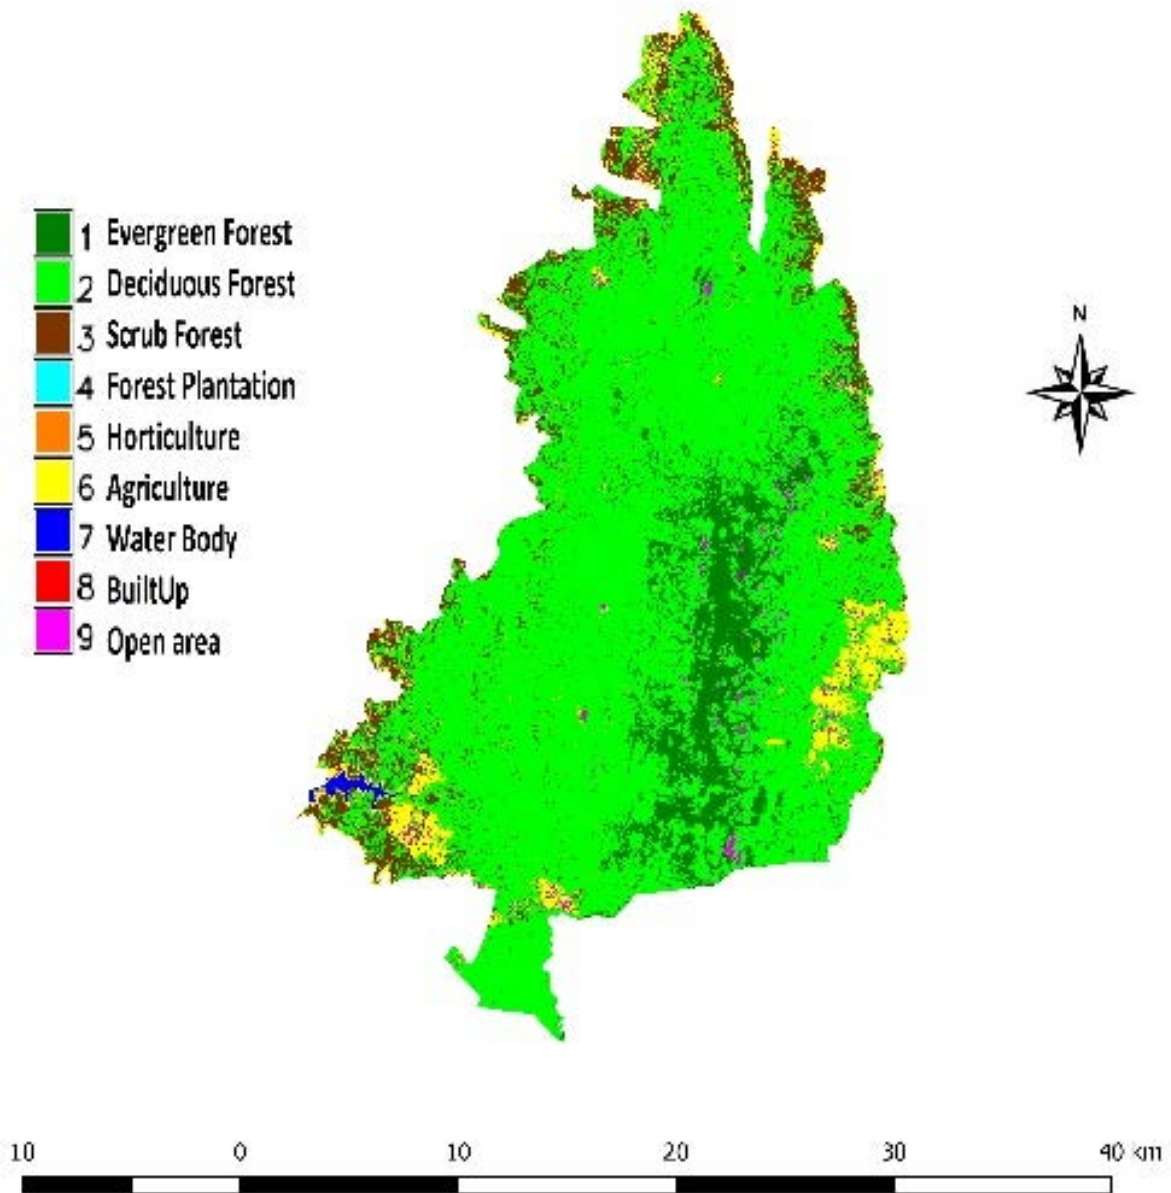 1 Evergreen Forest
2 Deciduous Forest
3 Scrub Forest
4 Forest Plantation
5 Horticulture
6 Agriculture
7 Water Body
8 BuiltUp
9 Open area
N
10 0 10 20 30 40 km